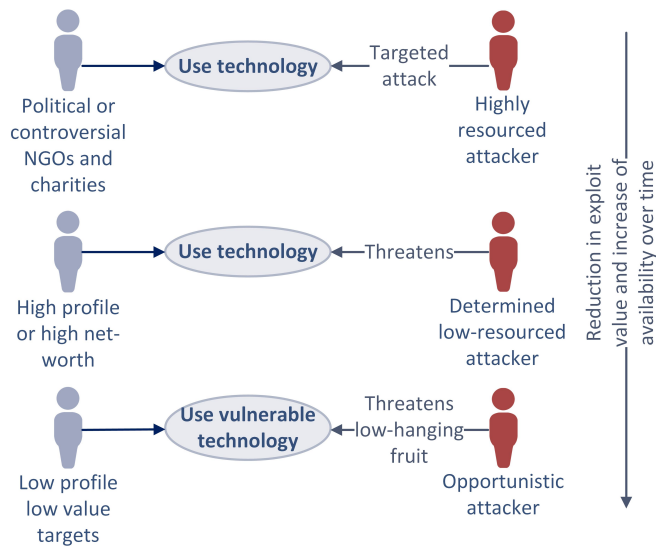 Use technology
Targeted
attack
Political or
controversial
NGOs and
charities
Highly
resourced
attacker
Use technology
Threatens
High profile
or high net-
worth
Determined
low-resourced
attacker
Use vulnerable
technology
Threatens
low-hanging
fruit
Low profile
low value
targets
Opportunistic
attacker
Reduction in exploit
value and increase of
availability over time